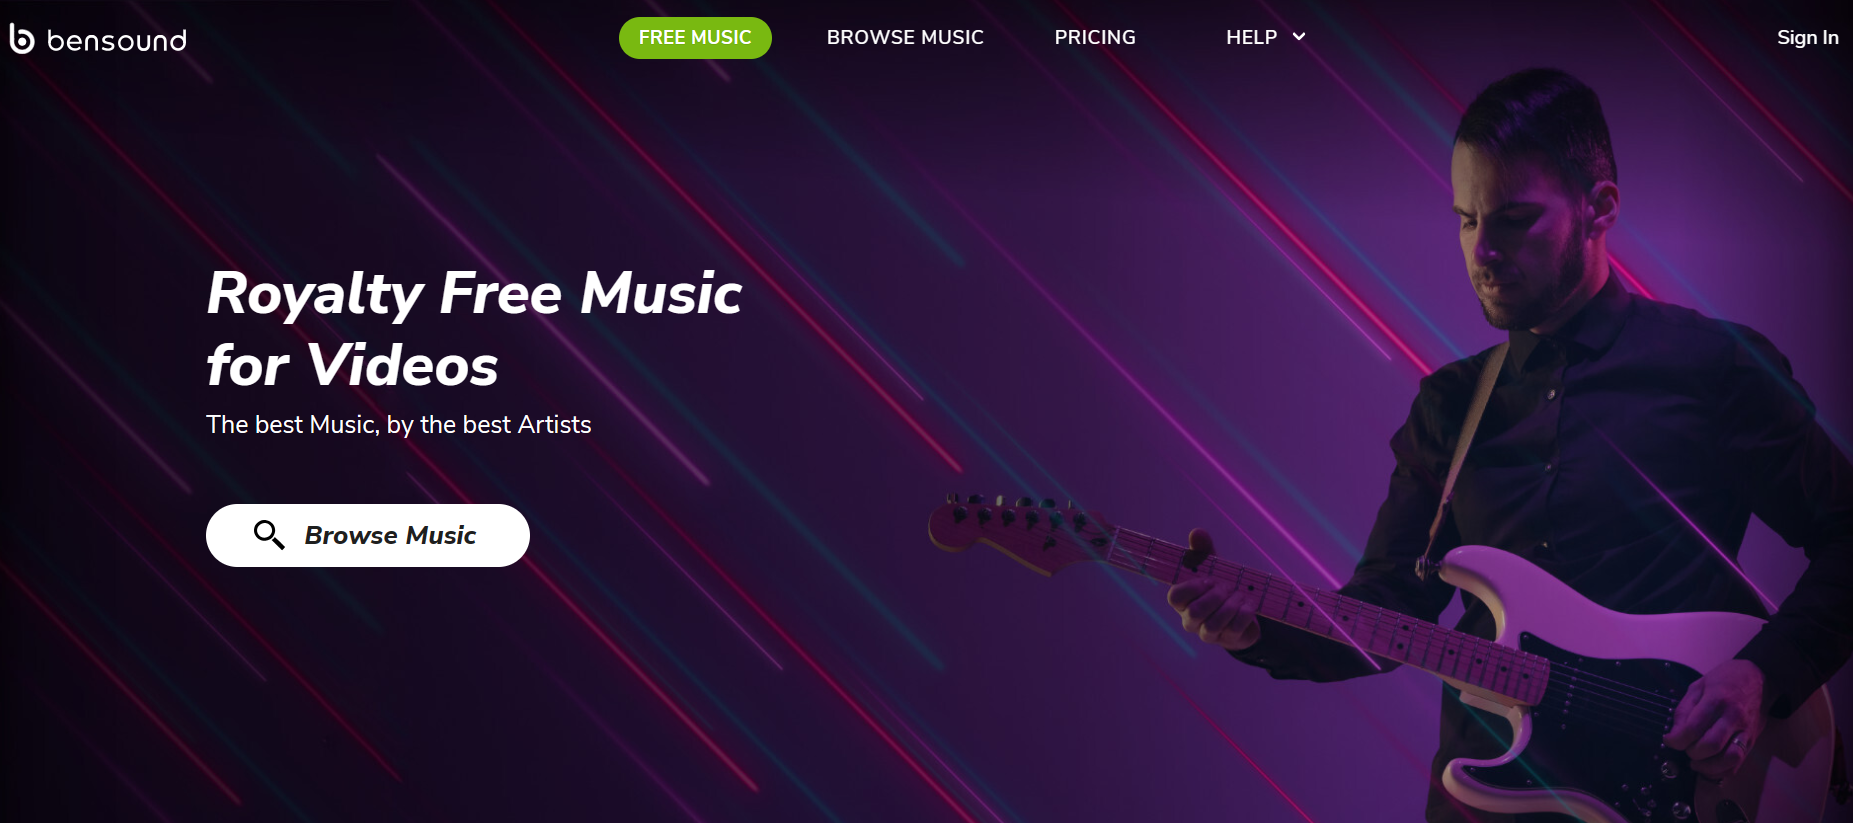 bensound
FREE MUSIC
BROWSE MUSIC
PRICING
HELP
Sign In
Royalty Free Music
for Videos
The best Music, by the best Artists
Browse Music